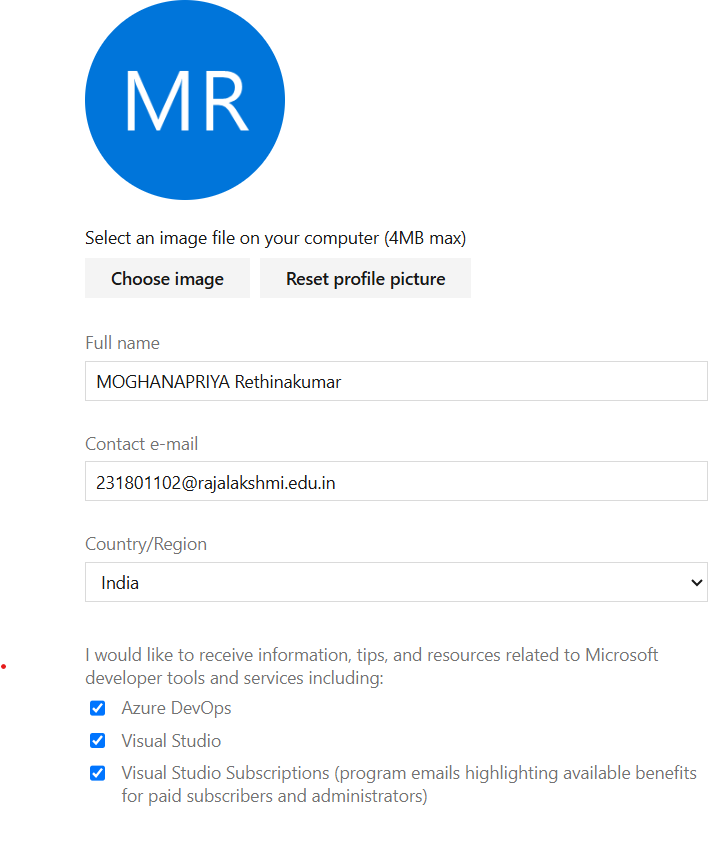 MR
Select an image file on your computer (4MB max)
Choose image
Reset profile picture
Full name
MOGHANAPRIYA Rethinakumar
Contact e-mail
231801102@rajalakshmi.edu.in
Country/Region
India
I would like to receive information, tips, and resources related to Microsoft
developer tools and services including:
Azure DevOps
Visual Studio
Visual Studio Subscriptions (program emails highlighting available benefits
for paid subscribers and administrators)